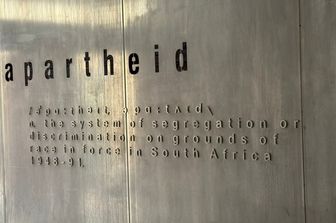 apartheid
n. the system of segregation or
discrimination on grounds of
race in force in South Africa
1948-91.